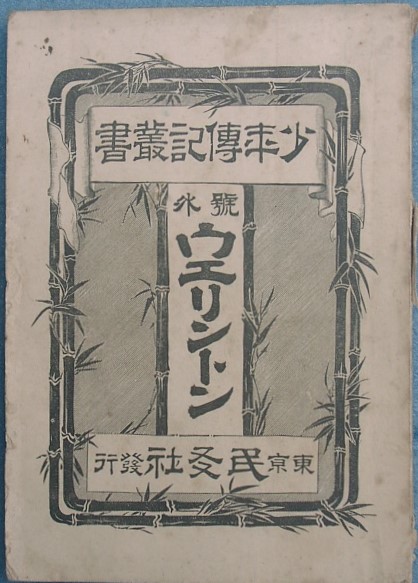 少年傳記叢書
號外
ウエリントン
東京民友社發行